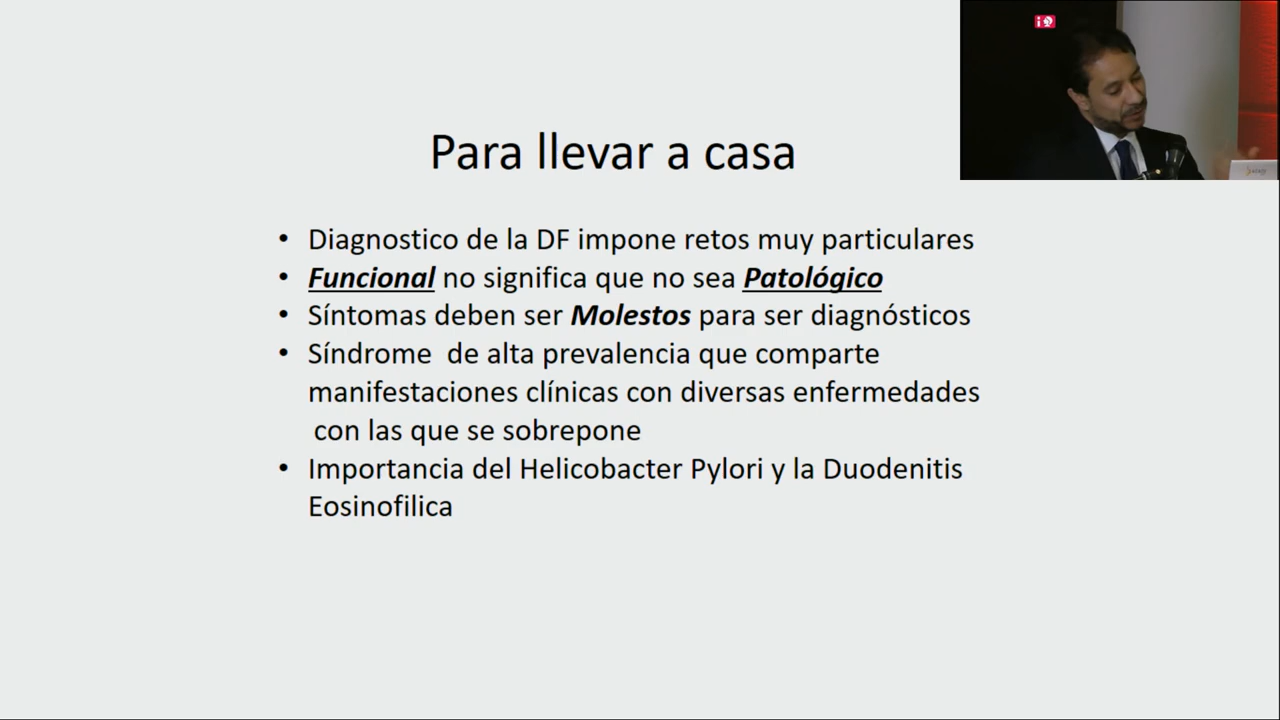 Para llevar a casa
• Diagnostico de la DF impone retos muy particulares
• Funcional no significa que no sea Patológico
• Síntomas deben ser Molestos para ser diagnósticos
• Síndrome de alta prevalencia que comparte
manifestaciones clínicas con diversas enfermedades
con las que se sobrepone
• Importancia del Helicobacter Pylori y la Duodenitis
Eosinofilica